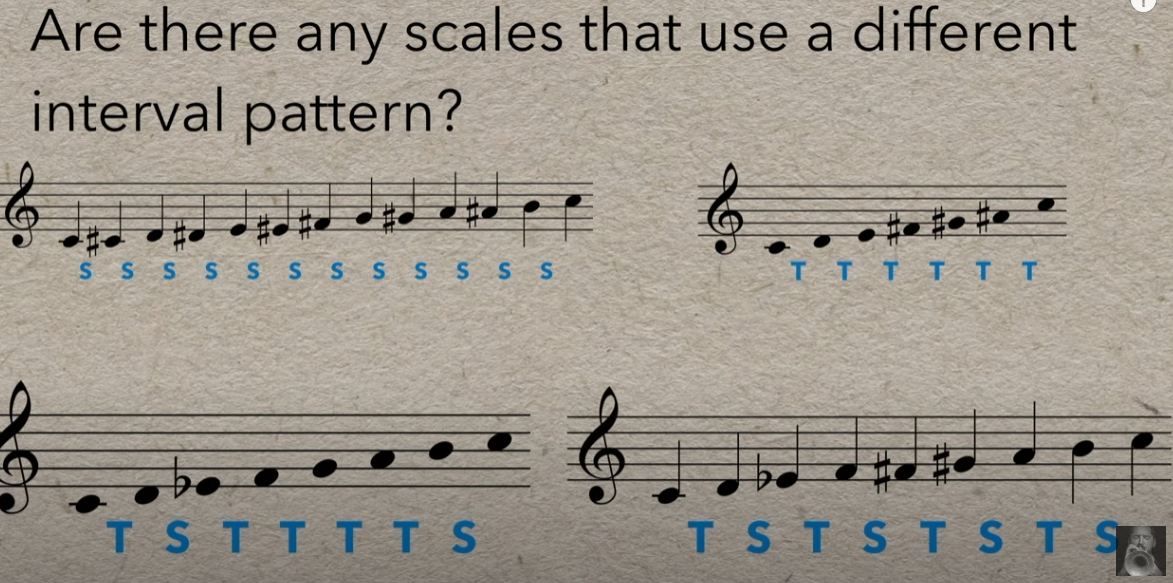 Are there any scales that use a different
interval pattern?
S S S S S S S S S S S S
T T T T T T
T S T T T T S
T S T S T S T S